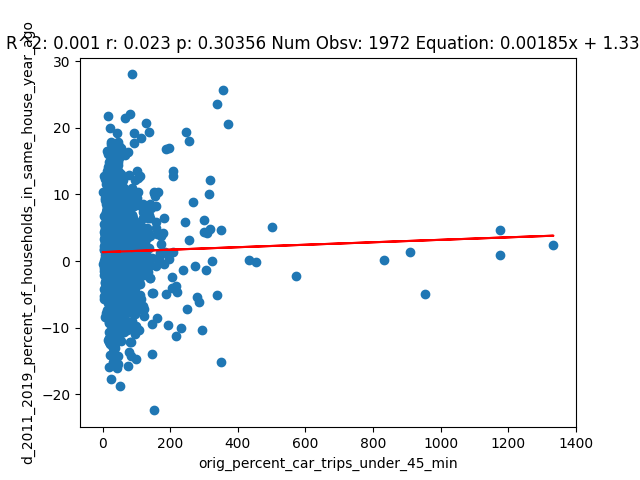 R^2: 0.001 r: 0.023 p: 0.30356 Num Obsv: 1972 Equation: 0.00185x + 1.33
d_2011_2019_percent_of_households_in_same_house_year_ago
30
20
10
0
−10
−20
0 200 400 600 800 1000 1200 1400
orig_percent_car_trips_under_45_min